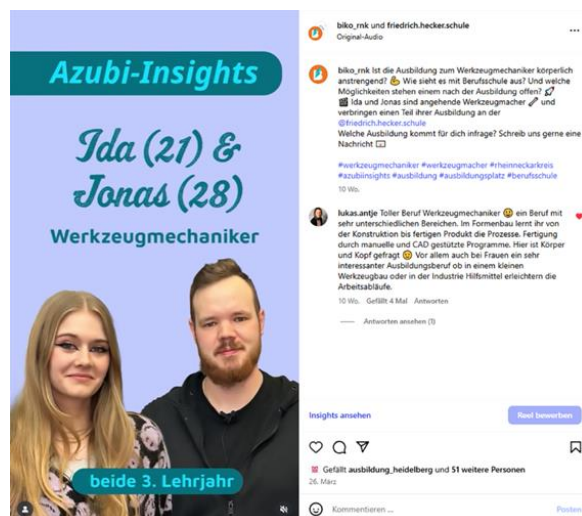 Azubi-Insights
Ida (21) &
Jonas (28)
Werkzeugmechaniker
beide 3. Lehrjahr
biko_rnk und friedrich.hecker.schule
Original-Audio
biko_rnk Ist die Ausbildung zum Werkzeugmechaniker körperlich
anstrengend? 💪 Wie sieht es mit Berufsschule aus? Und welche
Möglichkeiten stehen einem nach der Ausbildung offen? 🚀
Ida und Jonas sind angehende Werkzeugmacher und
verbringen einen Teil ihrer Ausbildung an der
@friedrich.hecker.schule
Welche Ausbildung kommt für dich infrage? Schreib uns gerne eine
Nachricht
#werkzeugmechaniker #werkzeugmacher #rheinneckarkreis
#azubiinsights #ausbildung #ausbildungsplatz #berufsschule
10 Ws.
lukas.antje Toller Beruf Werkzeugmechaniker ein Beruf mit
sehr unterschiedlichen Bereichen. Im Formenbau lernt ihr von
der Konstruktion bis fertigen Produkt die Prozesse. Fertigung
durch manuelle und CAD gestützte Programme. Hier ist Körper
und Kopf gefragt Vor allem auch bei Frauen ein sehr
interessanter Ausbildungsberuf ob in einem kleinen
Werkzeugbau oder in der Industrie Hilfsmittel erleichtern die
Arbeitsabläufe.
10 Ws. Gefällt 4 Mal Antworten
Antworten ansehen (1)
Insights ansehen
Reel bewerben
Gefällt ausbildung_heidelberg und 51 weitere Personen
26. März
Kommentieren ...
Posten